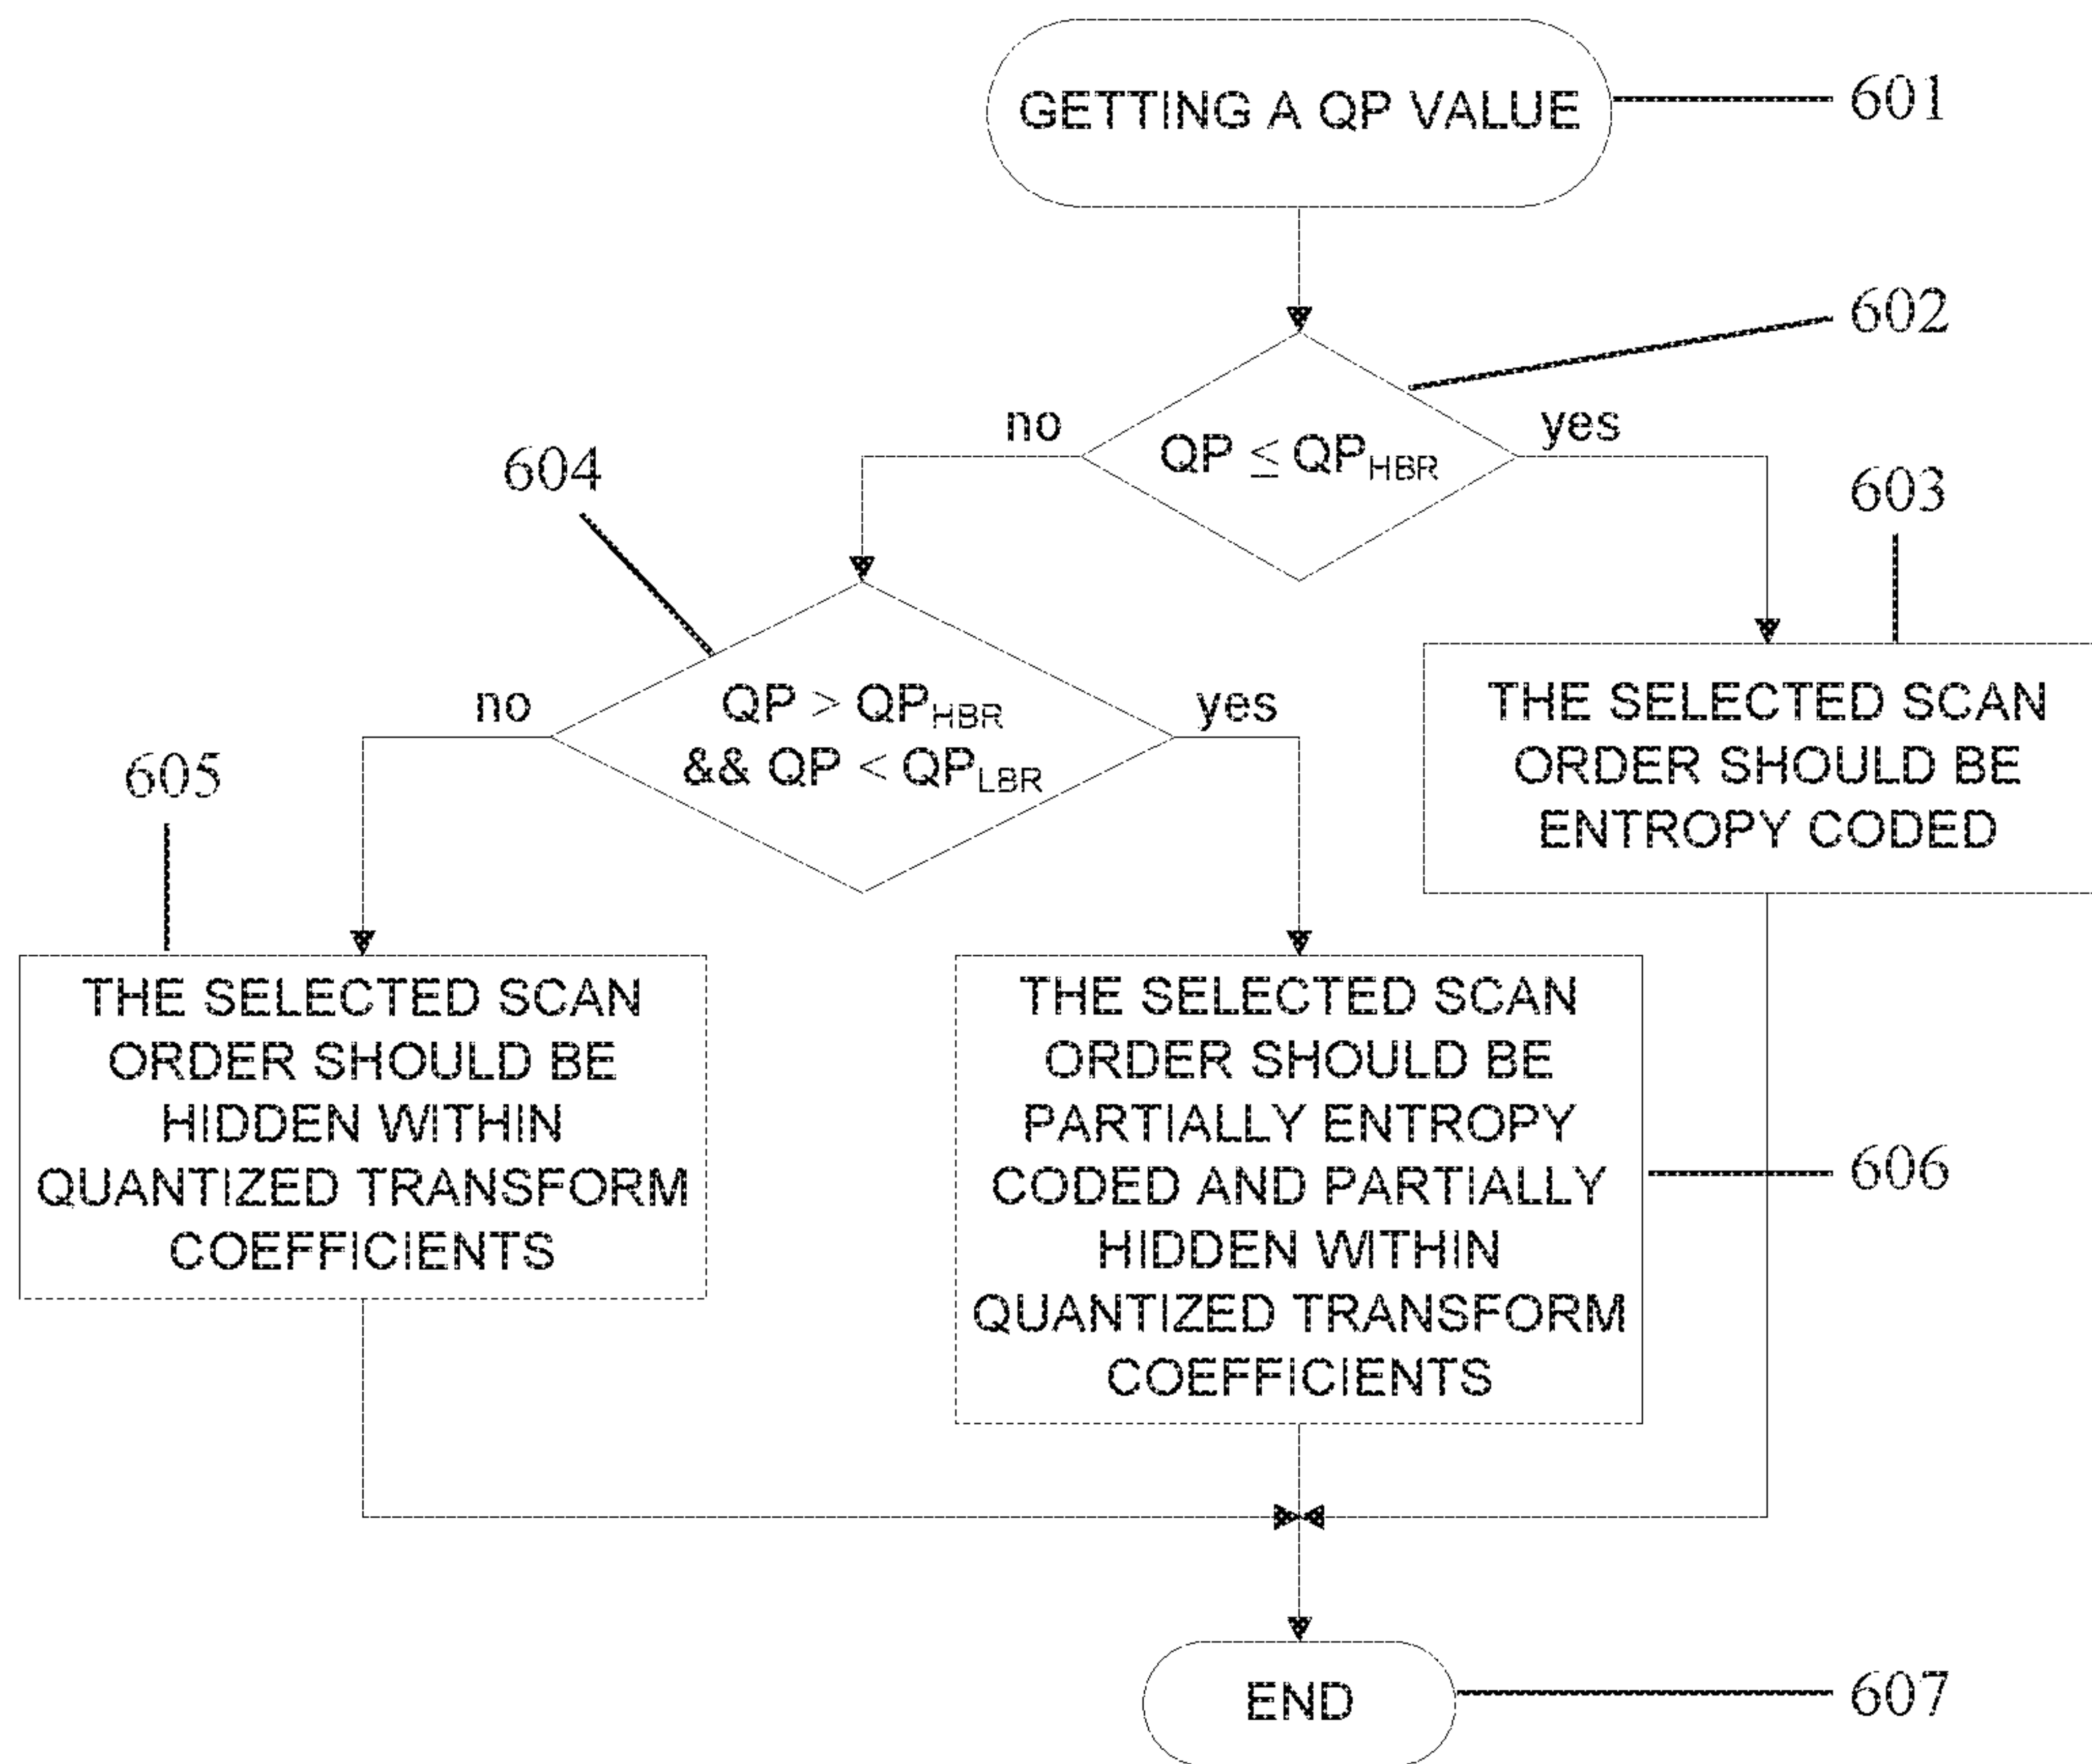 GETTING A QP VALUE
601
602
no
yes
QP ≤ QPHBR
604
603
no
QP > QPHBR
&& QP < QPLBR
yes
THE SELECTED SCAN
ORDER SHOULD BE
ENTROPY CODED
605
THE SELECTED SCAN
ORDER SHOULD BE
HIDDEN WITHIN
QUANTIZED TRANSFORM
COEFFICIENTS
THE SELECTED SCAN
ORDER SHOULD BE
PARTIALLY ENTROPY
CODED AND PARTIALLY
HIDDEN WITHIN
QUANTIZED TRANSFORM
COEFFICIENTS
606
END
607